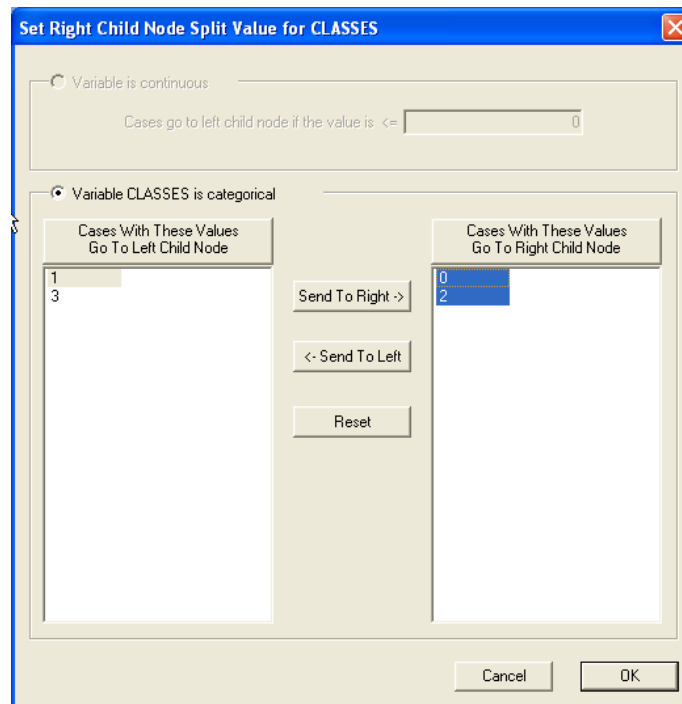 Set Right Child Node Split Value for CLASSES
Variable is continuous
Cases go to left child node if the value is <= 0
Variable CLASSES is categorical
Cases With These Values
Go To Left Child Node
1
3
Send To Right ->
<- Send To Left
Reset
Cases With These Values
Go To Right Child Node
0
2
Cancel
OK